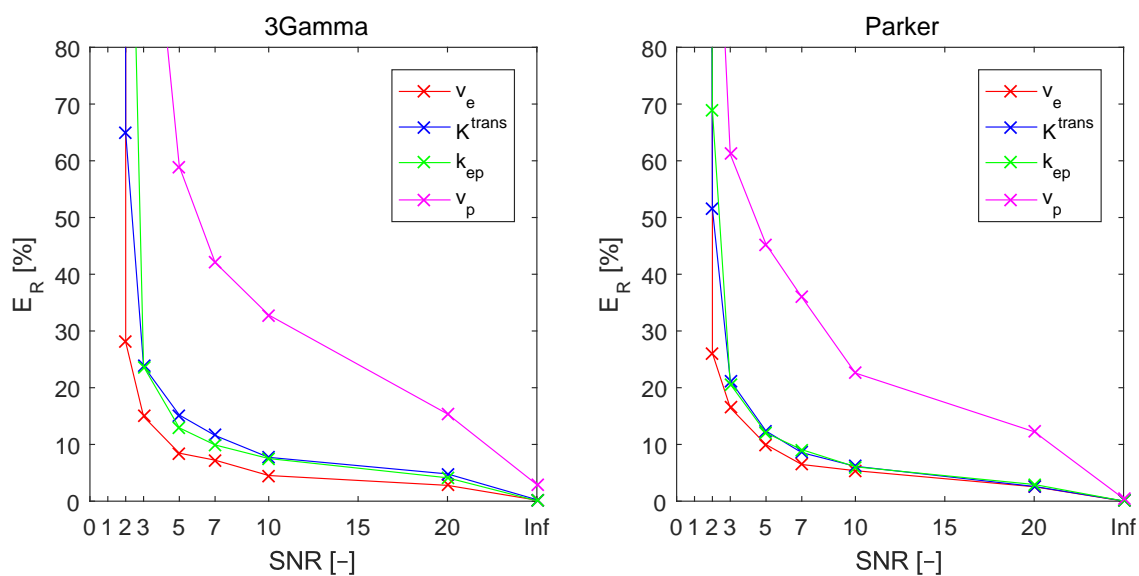 3Gamma
80
70
60
50
40
30
20
10
0
E_R [%]
0 1 2 3 5 7 10 15 20 Inf
SNR [−]
v_e
K^trans
k_ep
v_p
Parker
80
70
60
50
40
30
20
10
0
E_R [%]
0 1 2 3 5 7 10 15 20 Inf
SNR [−]
v_e
K^trans
k_ep
v_p